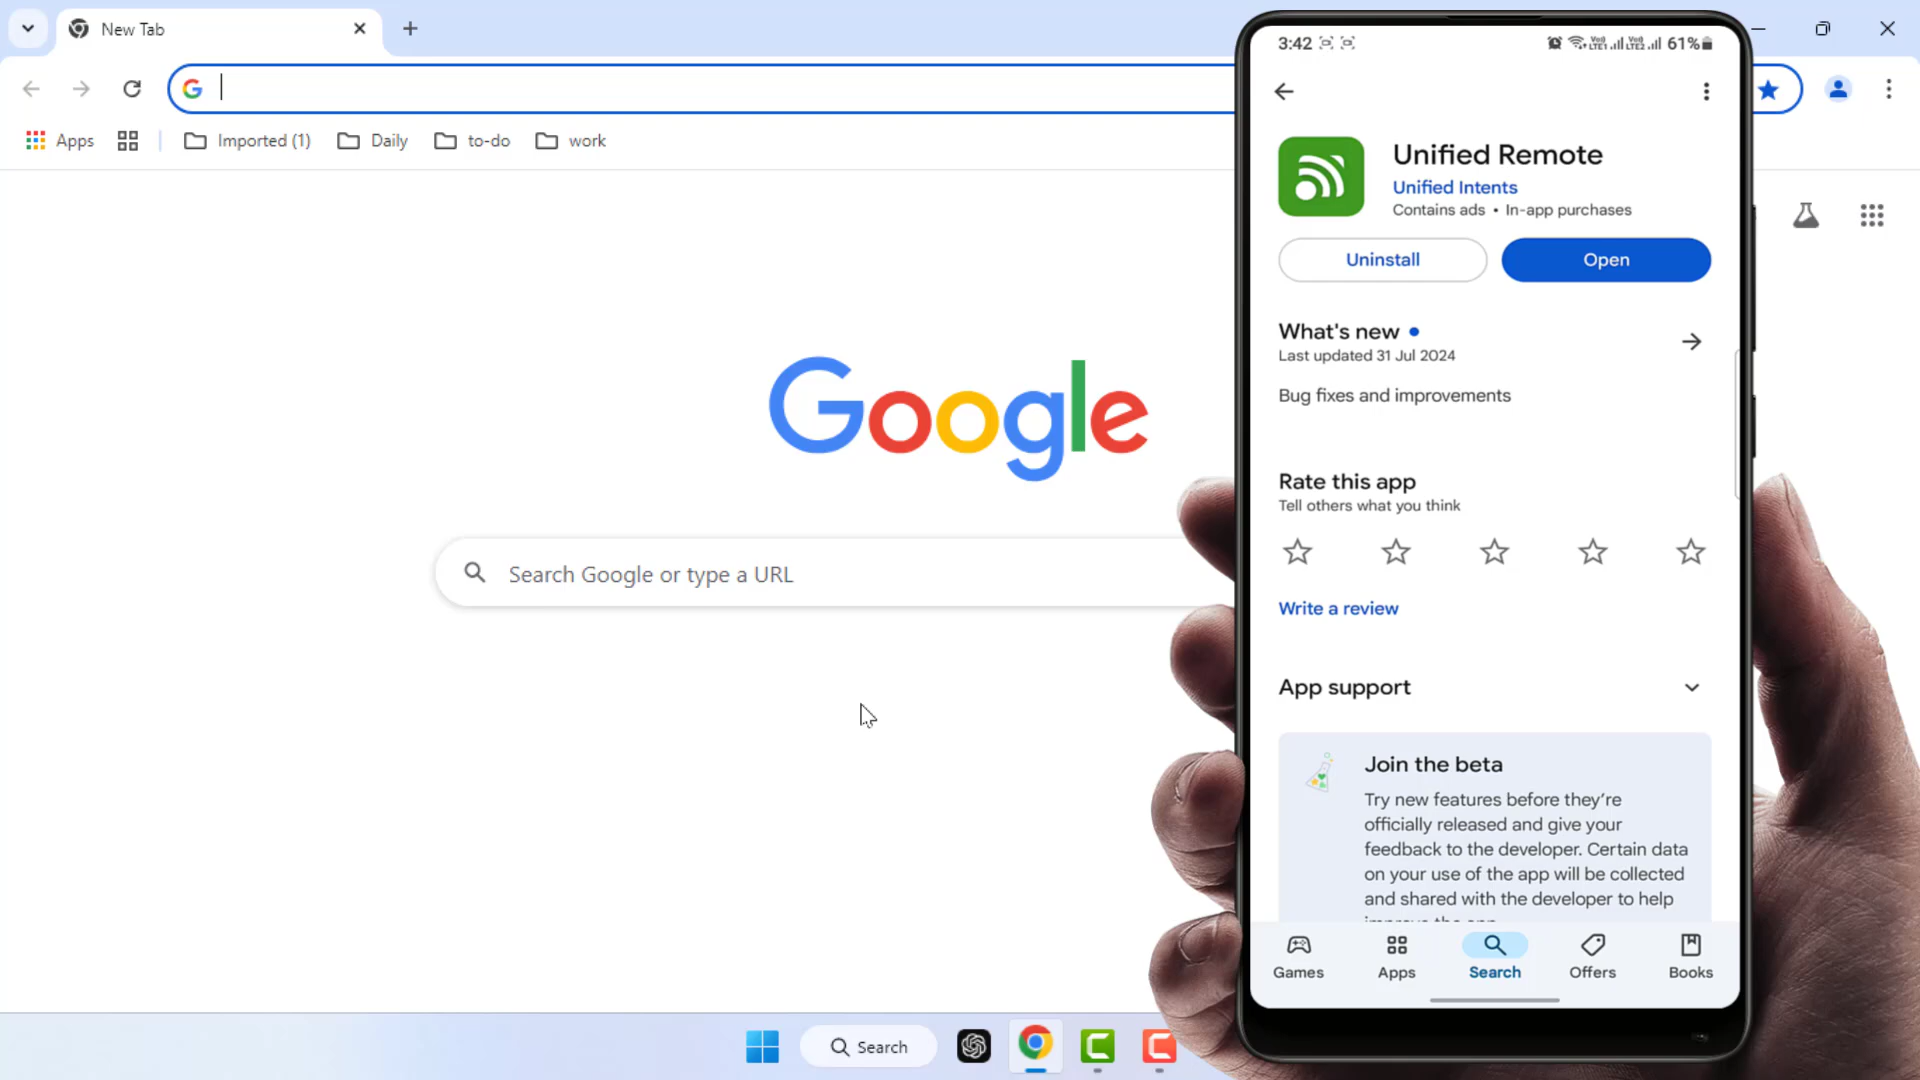 New Tab
Apps
Imported (1)
Daily
to-do
work
Google
Search Google or type a URL
Search
3:42
61%
Unified Remote
Unified Intents
Contains ads • In-app purchases
Uninstall
Open
What's new
Last updated 31 Jul 2024
Bug fixes and improvements
Rate this app
Tell others what you think
Write a review
App support
Join the beta
Try new features before they’re
officially released and give your
feedback to the developer. Certain data
on your use of the app will be collected
and shared with the developer to help
Games
Apps
Search
Offers
Books